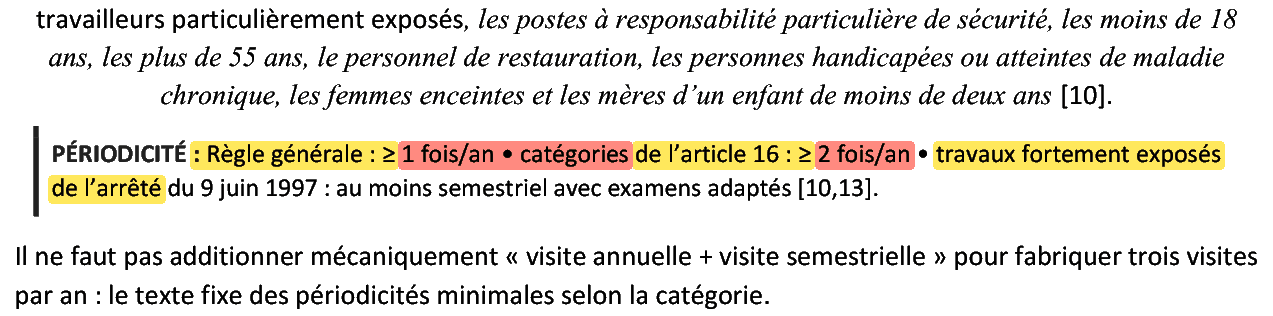 travailleurs particulièrement exposés, les postes à responsabilité particulière de sécurité, les moins de 18
ans, les plus de 55 ans, le personnel de restauration, les personnes handicapées ou atteintes de maladie
chronique, les femmes enceintes et les mères d’un enfant de moins de deux ans [10].
PÉRIODICITÉ : Règle générale : ≥ 1 fois/an • catégories de l’article 16 : ≥ 2 fois/an • travaux fortement exposés
de l’arrêté du 9 juin 1997 : au moins semestriel avec examens adaptés [10,13].
Il ne faut pas additionner mécaniquement « visite annuelle + visite semestrielle » pour fabriquer trois visites
par an : le texte fixe des périodicités minimales selon la catégorie.